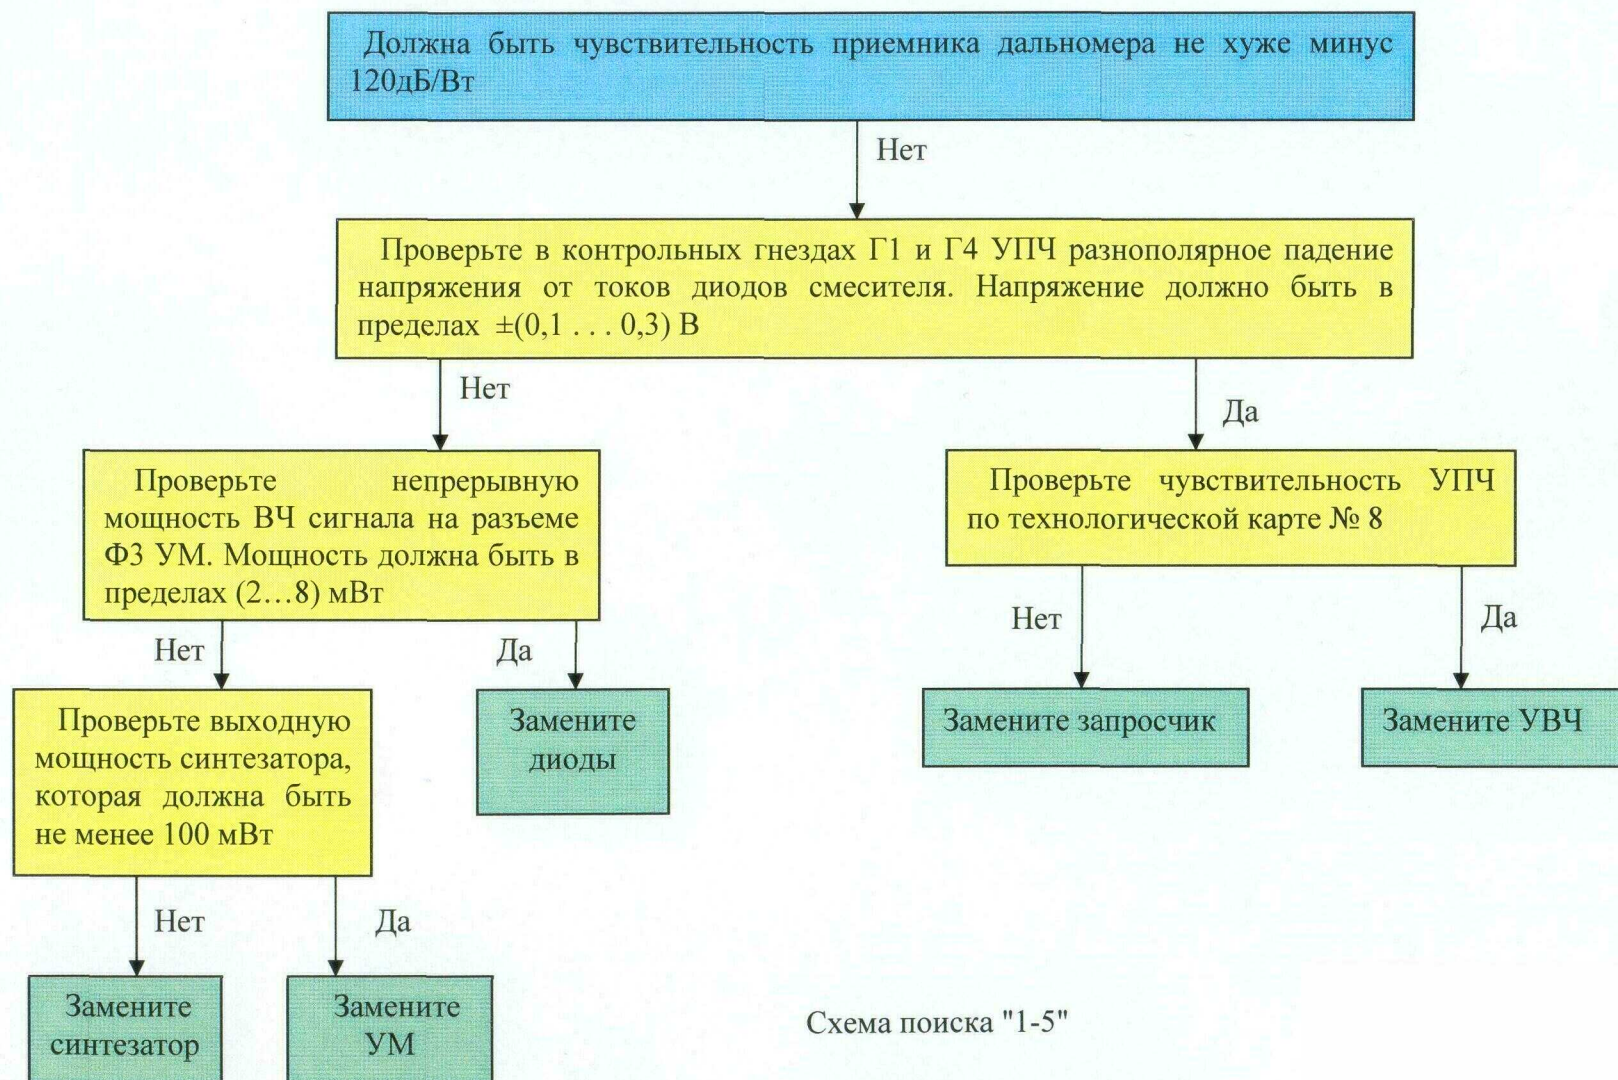 Должна быть чувствительность приемника дальномера не хуже минус
120дБ/Вт
Нет
Проверьте в контрольных гнездах Г1 и Г4 УПЧ разнополярное падение
напряжения от токов диодов смесителя. Напряжение должно быть в
пределах ±(0,1 . . . 0,3) В
Нет
Да
Проверьте непрерывную
мощность ВЧ сигнала на разъеме
Ф3 УМ. Мощность должна быть в
пределах (2…8) мВт
Проверьте чувствительность УПЧ
по технологической карте № 8
Нет
Да
Нет
Да
Проверьте выходную
мощность синтезатора,
которая должна быть
не менее 100 мВт
Замените
диоды
Замените запросчик
Замените УВЧ
Нет
Да
Замените
синтезатор
Замените
УМ
Схема поиска "1-5"